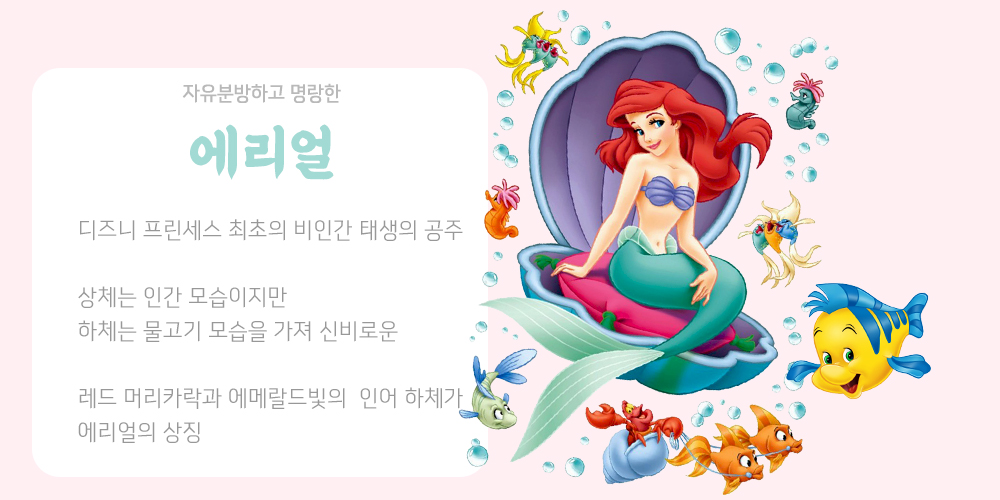 자유분방하고 명랑한
에리얼
디즈니 프린세스 최초의 비인간 태생의 공주
상체는 인간 모습이지만
하체는 물고기 모습을 가져 신비로운
레드 머리카락과 에메랄드빛의 인어 하체가
에리얼의 상징